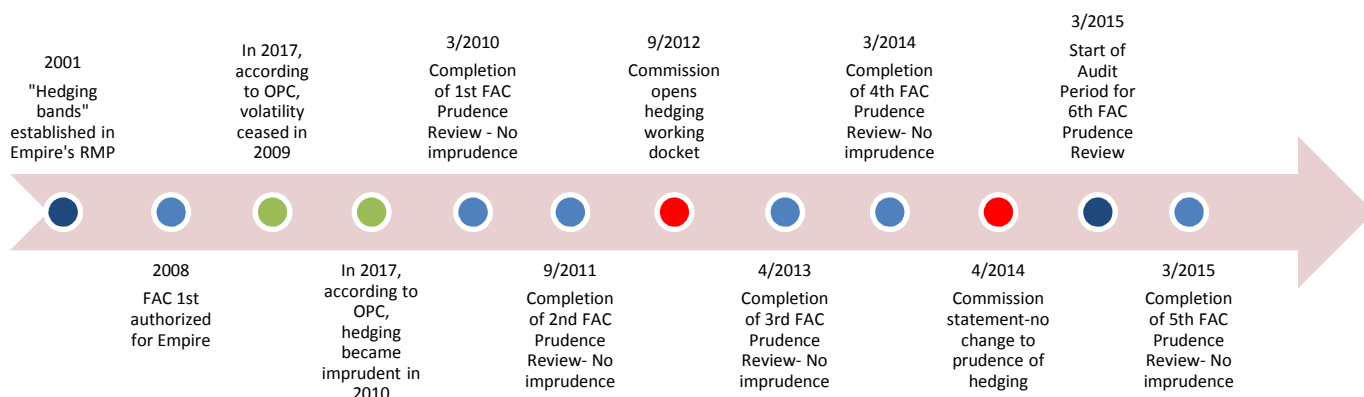 2001
"Hedging
bands"
established in
Empire's RMP
2008
FAC 1st
authorized
for Empire
In 2017,
according
to OPC,
volatility
ceased in
2009
In 2017,
according to
OPC,
hedging
became
imprudent in
2010
3/2010
Completion
of 1st FAC
Prudence
Review - No
imprudence
9/2011
Completion
of 2nd FAC
Prudence
Review- No
imprudence
9/2012
Commission
opens
hedging
working
docket
4/2013
Completion
of 3rd FAC
Prudence
Review- No
imprudence
3/2014
Completion
of 4th FAC
Prudence
Review- No
imprudence
4/2014
Commission
statement-no
change to
prudence of
hedging
3/2015
Start of
Audit
Period for
6th FAC
Prudence
Review
3/2015
Completion
of 5th FAC
Prudence
Review- No
imprudence